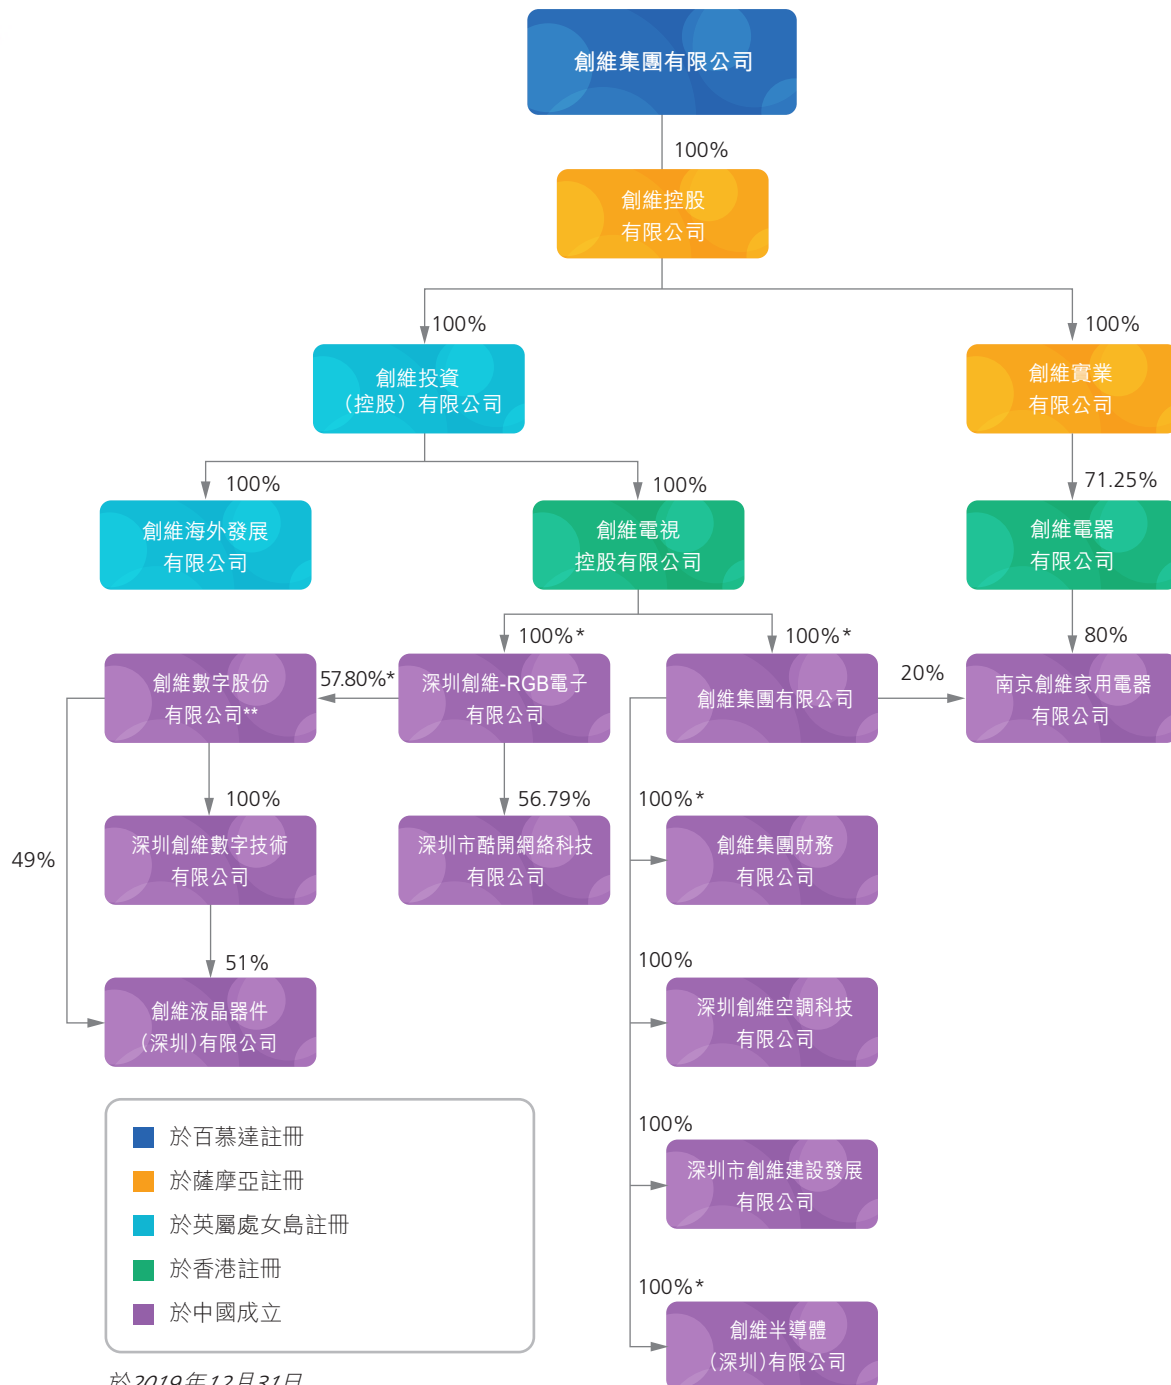 創維集團有限公司
100%
創維控股
有限公司
100%
100%
創維投資
（控股）有限公司
創維實業
有限公司
71.25%
100%
100%
創維海外發展
有限公司
創維電視
控股有限公司
創維電器
有限公司
100%*
100%*
80%
創維數字股份
有限公司**
57.80%*
深圳創維-RGB電子
有限公司
創維集團有限公司
20%
南京創維家用電器
有限公司
100%
56.79%
100%*
49%
深圳創維數字技術
有限公司
深圳市酷開網絡科技
有限公司
創維集團財務
有限公司
51%
100%
創維液晶器件
（深圳）有限公司
深圳創維空調科技
有限公司
100%
深圳市創維建設發展
有限公司
100%*
創維半導體
（深圳）有限公司
於百慕達註冊
於薩摩亞註冊
於英屬處女島註冊
於香港註冊
於中國成立
於2019年12月31日